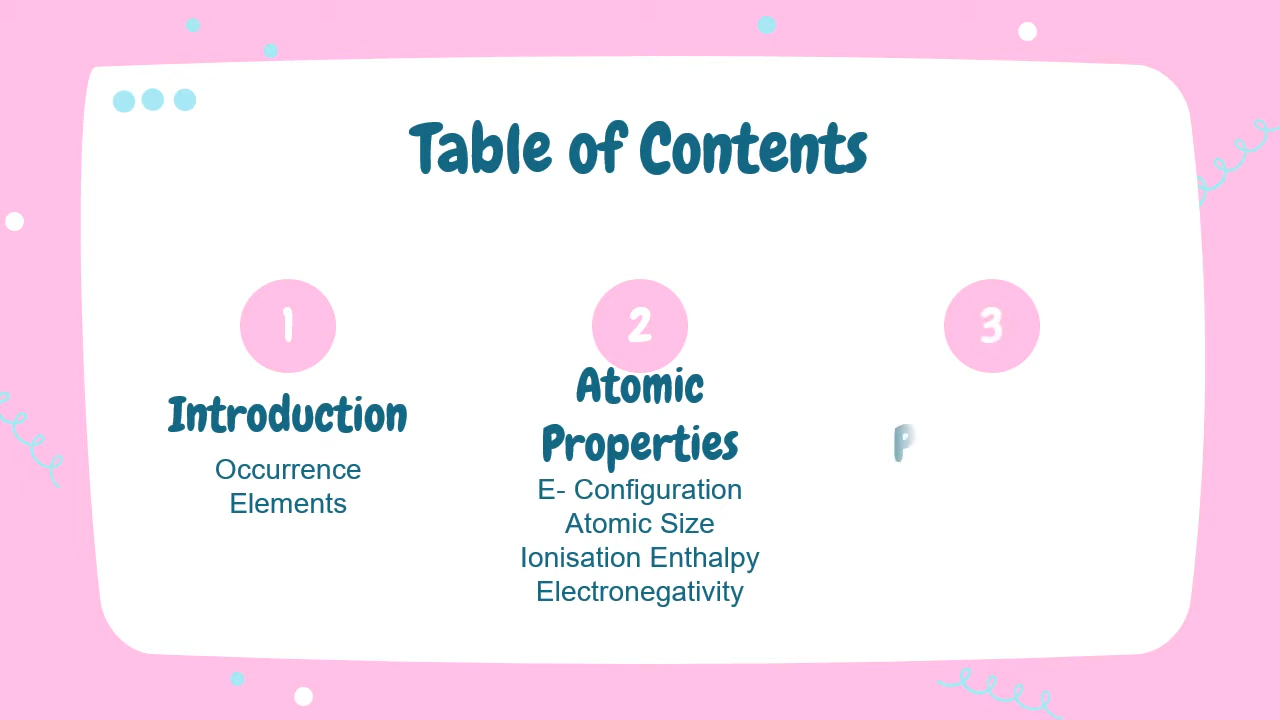 Table of Contents
1
Introduction
Occurrence
Elements
2
Atomic
Properties
E- Configuration
Atomic Size
Ionisation Enthalpy
Electronegativity
3
P